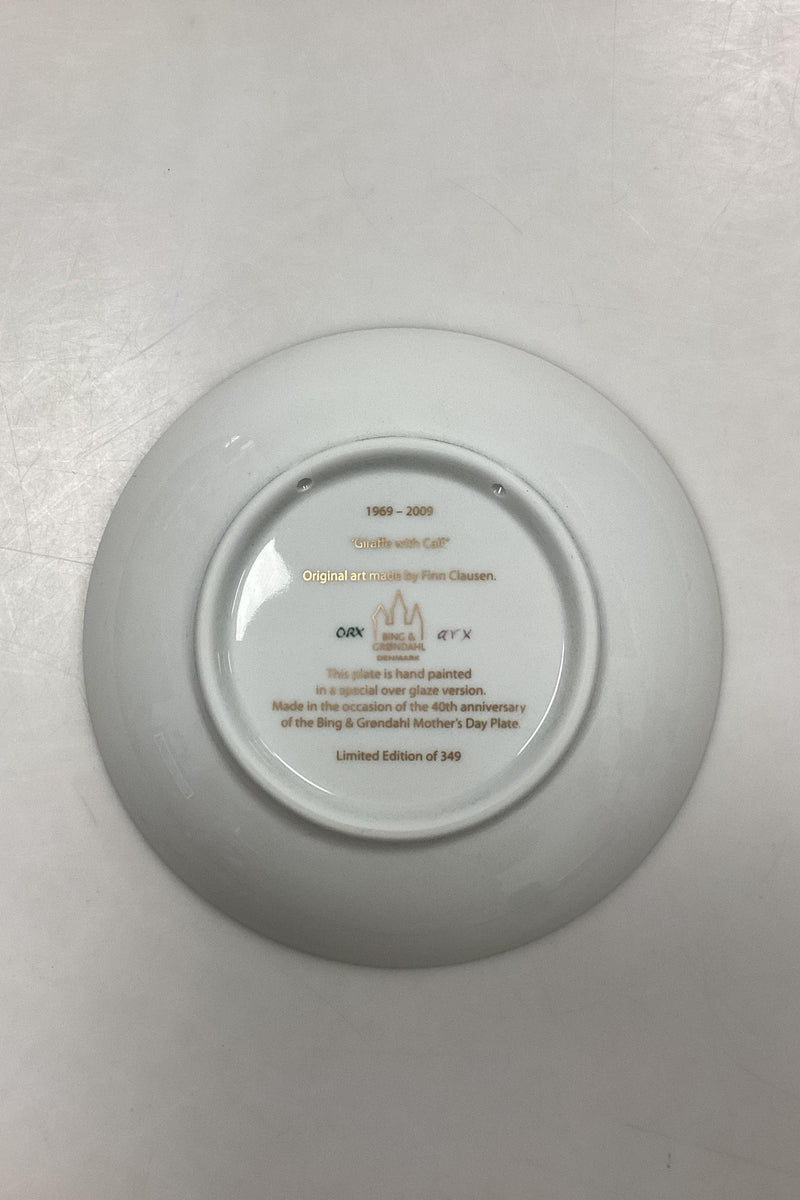 1969 – 2009
"Giraffe with Calf"
Original art made by Finn Clausen.
ORX
BING &
GRØNDAHL
DENMARK
This plate is hand painted
in a special over glaze version.
Made in the occasion of the 40th anniversary
of the Bing & Grøndahl Mother's Day Plate.
Limited Edition of 349